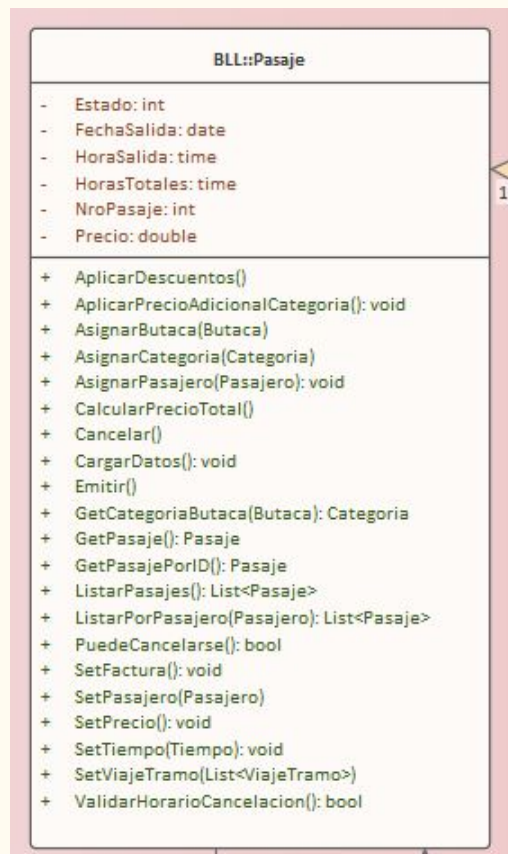 BLL::Pasaje
- Estado: int
- FechaSalida: date
- HoraSalida: time
- HorasTotales: time
- NroPasaje: int
- Precio: double
+ AplicarDescuentos()
+ AplicarPrecioAdicionalCategoria(): void
+ AsignarButaca(Butaca)
+ AsignarCategoria(Categoria)
+ AsignarPasajero(Pasajero): void
+ CalcularPrecioTotal()
+ Cancelar()
+ CargarDatos(): void
+ Emitir()
+ GetCategoriaButaca(Butaca): Categoria
+ GetPasaje(): Pasaje
+ GetPasajePorID(): Pasaje
+ ListarPasajes(): List<Pasaje>
+ ListarPorPasajero(Pasajero): List<Pasaje>
+ PuedeCancelarse(): bool
+ SetFactura(): void
+ SetPasajero(Pasajero)
+ SetPrecio(): void
+ SetTiempo(Tiempo): void
+ SetViajeTramo(List<ViajeTramo>)
+ ValidarHorarioCancelacion(): bool
1